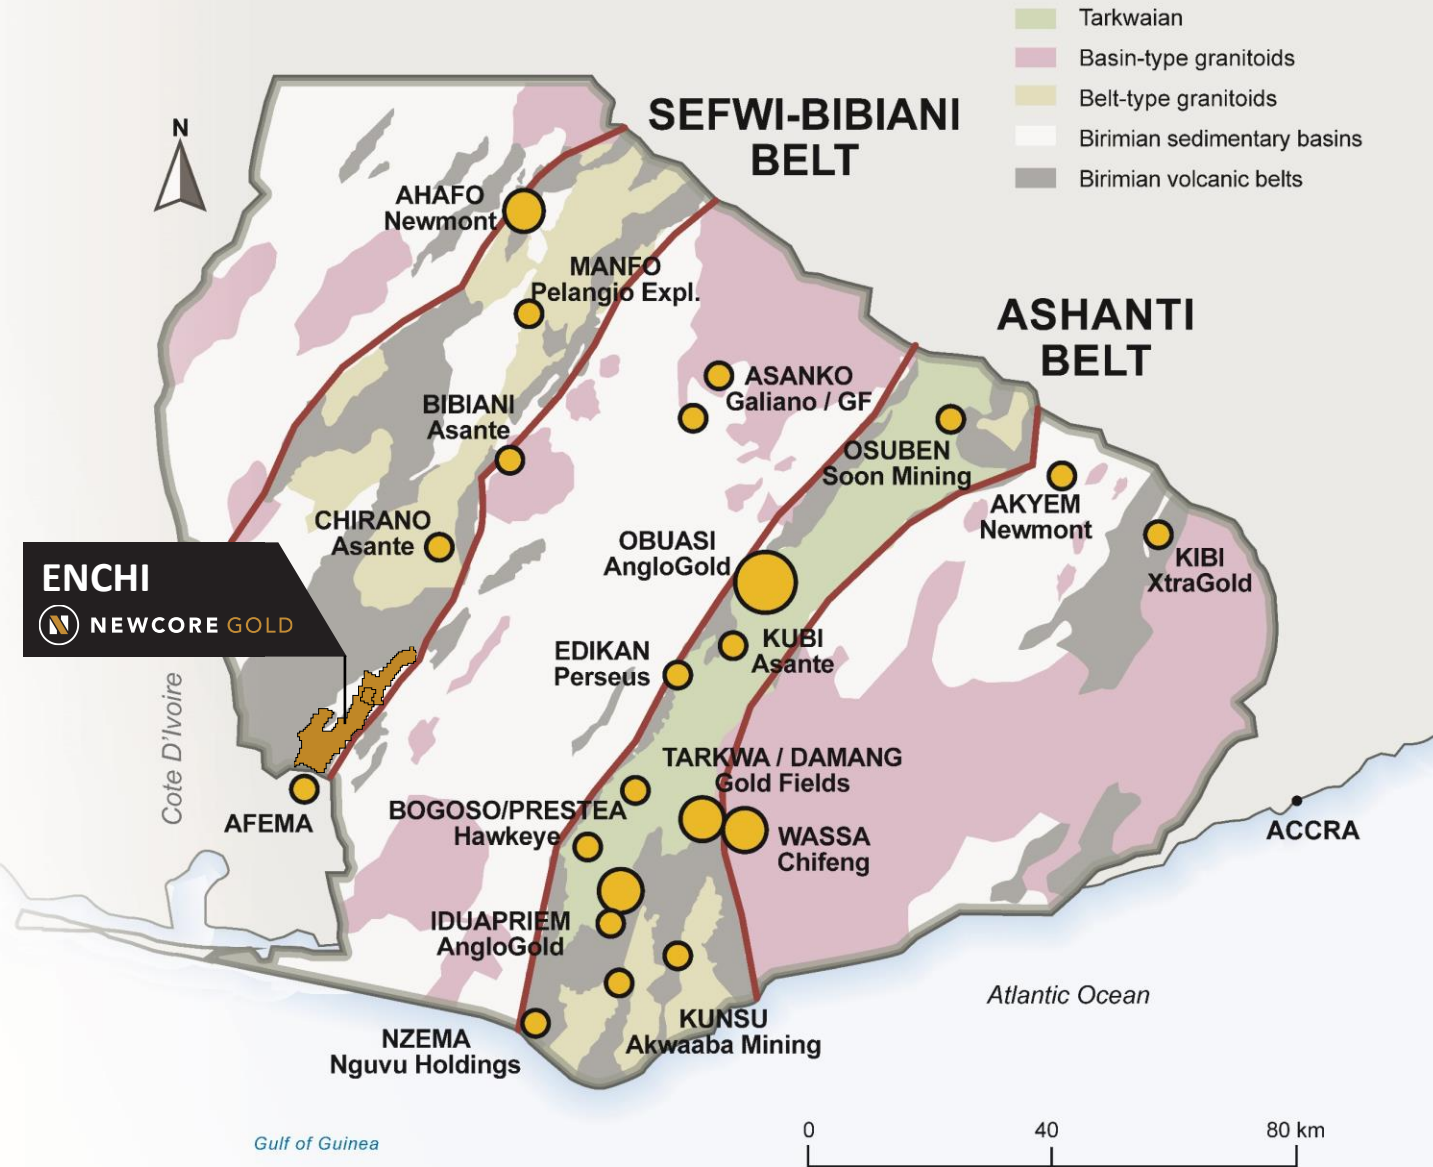 Tarkwaian
Basin-type granitoids
Belt-type granitoids
Birimian sedimentary basins
Birimian volcanic belts
N
SEFWI-BIBIANI
BELT
AHAFO
Newmont
MANFO
Pelangio Expl.
ASHANTI
BELT
ASANKO
Galiano / GF
BIBIANI
Asante
OSUBEN
Soon Mining
AKYEM
Newmont
CHIRANO
Asante
OBUASI
AngloGold
KIBI
XtraGold
ENCHI
N NEWCORE GOLD
KUBI
Asante
EDIKAN
Perseus
Cote D'Ivoire
TARKWA / DAMANG
Gold Fields
AFEMA
BOGOSO/PRESTEA
Hawkeye
WASSA
Chifeng
ACCRA
IDUAPRIEM
AngloGold
Atlantic Ocean
KUNSU
Akwaaba Mining
NZEMA
Nguvu Holdings
Gulf of Guinea
0 40 80 km